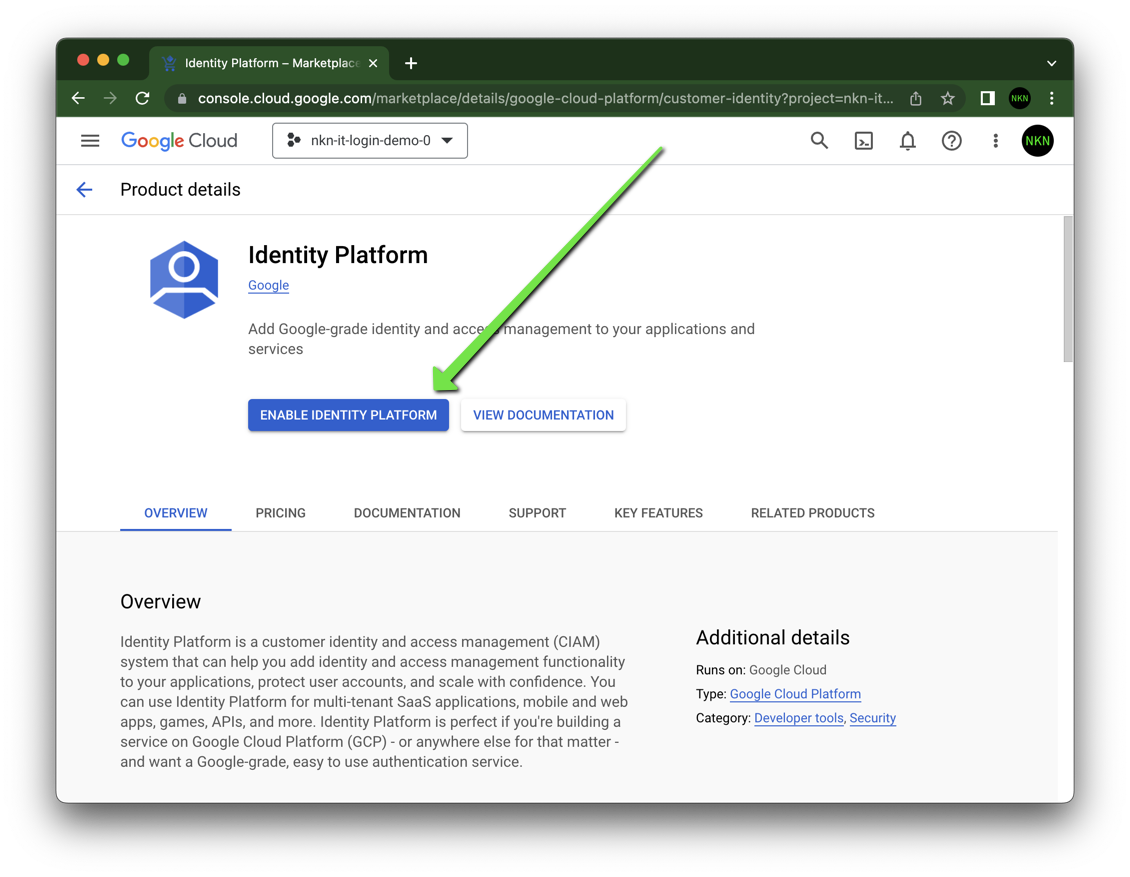 Identity Platform – Marketplace
console.cloud.google.com/marketplace/details/google-cloud-platform/customer-identity?project=nkn-it...
NKN
Google Cloud
nkn-it-login-demo-0
NKN
Product details
Identity Platform
Google
Add Google-grade identity and access management to your applications and
services
ENABLE IDENTITY PLATFORM
VIEW DOCUMENTATION
OVERVIEW
PRICING
DOCUMENTATION
SUPPORT
KEY FEATURES
RELATED PRODUCTS
Overview
Identity Platform is a customer identity and access management (CIAM)
system that can help you add identity and access management functionality
to your applications, protect user accounts, and scale with confidence. You
can use Identity Platform for multi-tenant SaaS applications, mobile and web
apps, games, APIs, and more. Identity Platform is perfect if you're building a
service on Google Cloud Platform (GCP) - or anywhere else for that matter -
and want a Google-grade, easy to use authentication service.
Additional details
Runs on: Google Cloud
Type: Google Cloud Platform
Category: Developer tools, Security